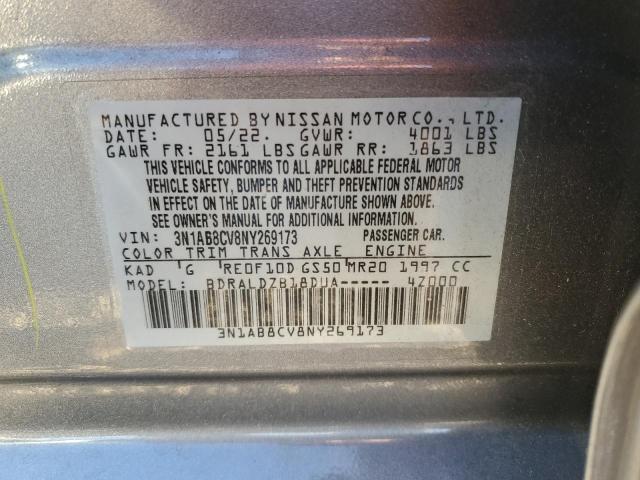 MANUFACTURED BY NISSAN MOTOR CO., LTD.
DATE: 05/22. GVWR: 4001 LBS
GAWR FR: 2161 LBS GAWR RR: 1863 LBS
THIS VEHICLE CONFORMS TO ALL APPLICABLE FEDERAL MOTOR
VEHICLE SAFETY, BUMPER AND THEFT PREVENTION STANDARDS
IN EFFECT ON THE DATE OF MANUFACTURE SHOWN ABOVE.
SEE OWNER'S MANUAL FOR ADDITIONAL INFORMATION.
VIN: 3N1AB8CV8NY269173 PASSENGER CAR.
COLOR TRIM TRANS AXLE ENGINE
KAD G RE0F10D GS50 MR20 1997 CC
MODEL: BDRALDZB18DUA----- 4Z000
3N1AB8CV8NY269173